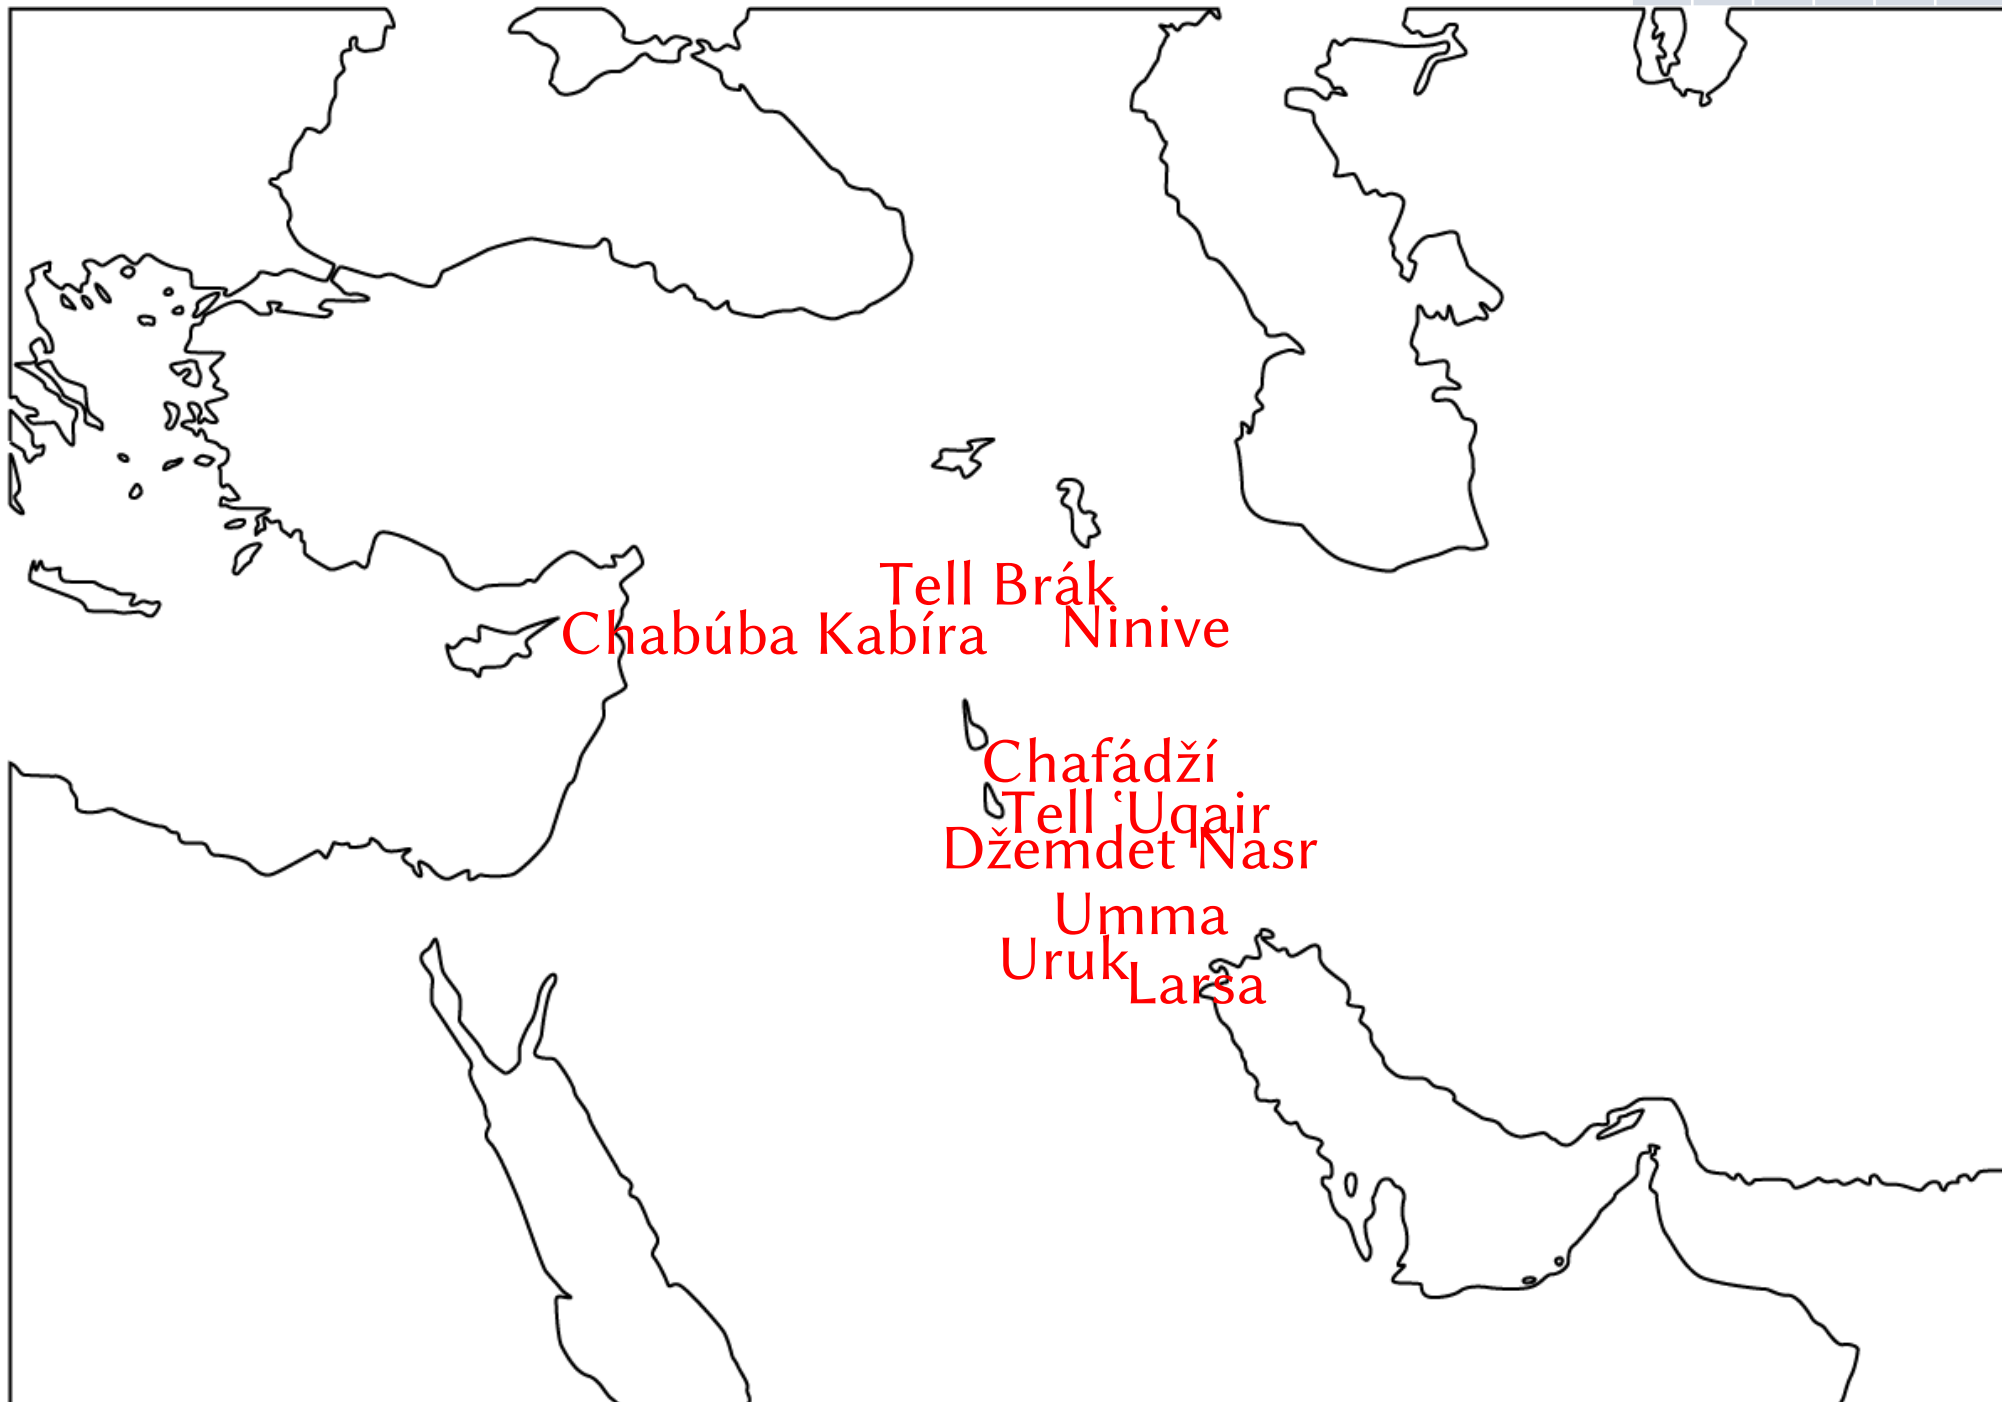 Tell Brák
Chabúba Kabíra
Ninive
Chafádží
Tell ʿUqair
Džemdet Nasr
Umma
Uruk
Larsa